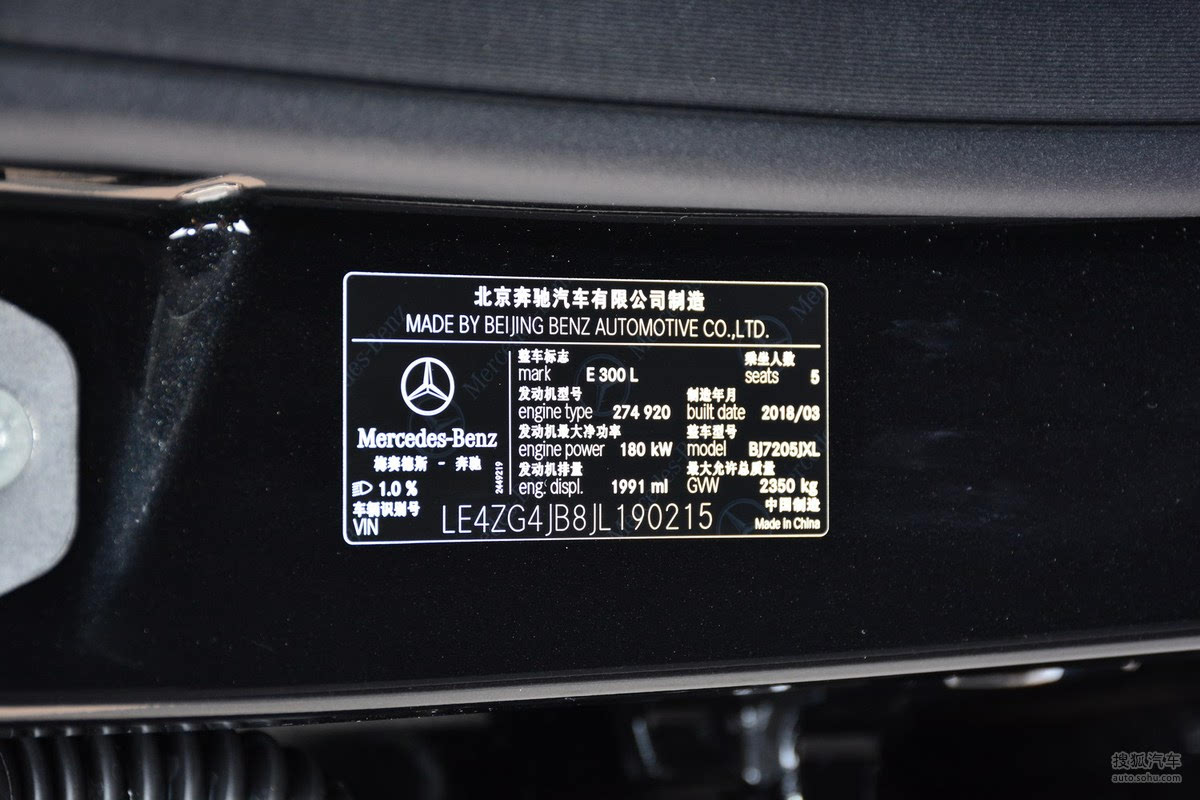 北京奔驰汽车有限公司制造
MADE BY BEIJING BENZ AUTOMOTIVE CO.,LTD.
Mercedes-Benz
梅赛德斯 - 奔驰
1.0 %
2449219
整车标志
mark E 300 L
乘坐人数
seats 5
发动机型号
engine type 274 920
制造年月
built date 2018/03
发动机最大净功率
engine power 180 kW
整车型号
model BJ7205JXL
发动机排量
eng. displ. 1991 ml
最大允许总质量
GVW 2350 kg
车辆识别号
VIN LE4ZG4JB8JL190215
中国制造
Made in China
搜狐汽车
auto.sohu.com